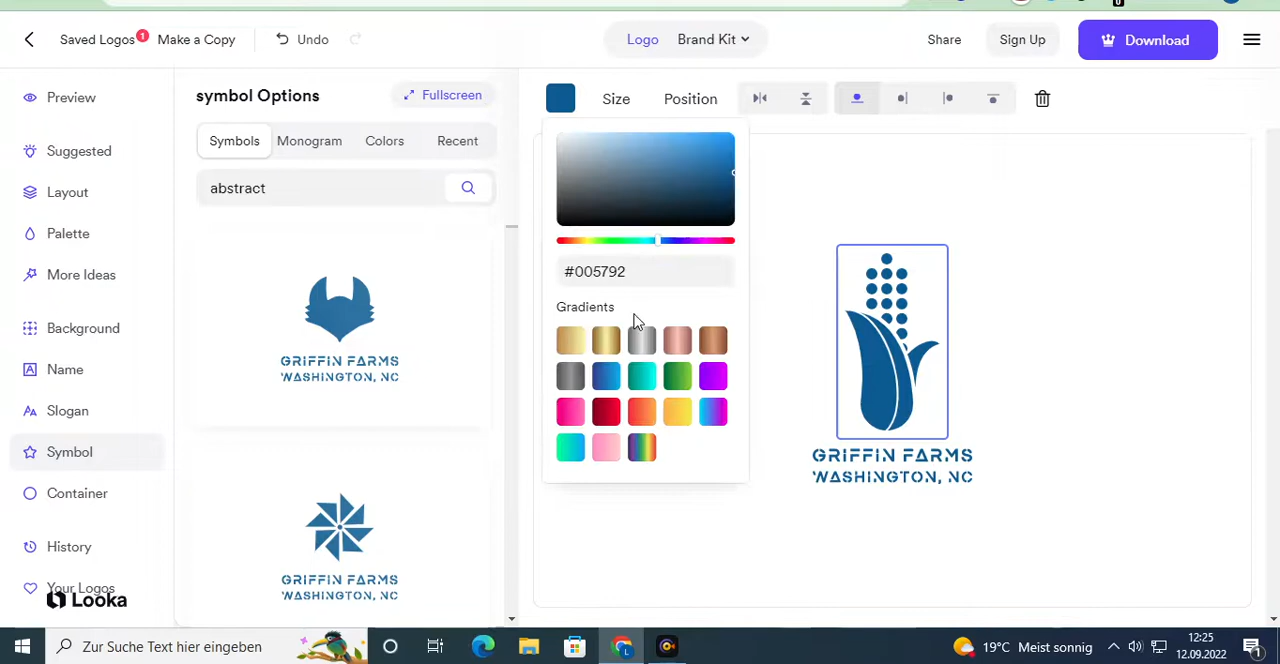 Saved Logos 1 Make a Copy Undo Logo Brand Kit Share Sign Up Download
Preview
Suggested
Layout
Palette
More Ideas
Background
Name
Slogan
Symbol
Container
History
Your Logos
Looka
symbol Options Fullscreen
Symbols Monogram Colors Recent
abstract
GRIFFIN FARMS
WASHINGTON, NC
GRIFFIN FARMS
WASHINGTON, NC
Size Position
#005792
Gradients
GRIFFIN FARMS
WASHINGTON, NC
Zur Suche Text hier eingeben
19°C Meist sonnig
12:25
12.09.2022
1